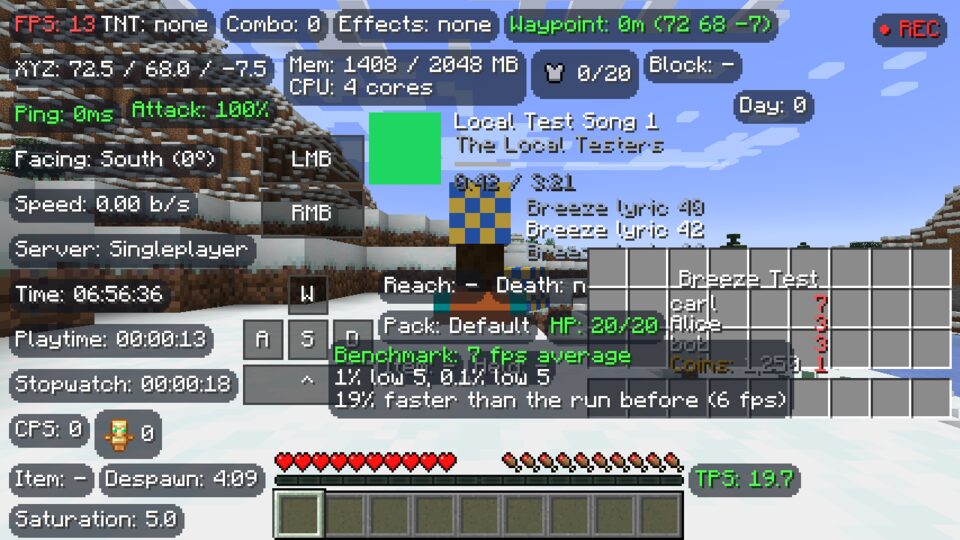 FPS: 13 TNT: none Combo: 0 Effects: none Waypoint: 0m (72 68 -7) REC
XYZ: 72.5 / 68.0 / -7.5
Mem: 1408 / 2048 MB
CPU: 4 cores
0/20
Block: -
Day: 0
Ping: 0ms
Attack: 100%
Local Test Song 1
The Local Testers
0:42 / 3:21
Facing: South (0°)
LMB
Speed: 0.00 b/s
RMB
Breeze lyric 40
Breeze lyric 42
Breeze
Server: Singleplayer
Breeze Test
Reach: - Death: n
Time: 06:56:36
W
carl 7
Alice 3
bob 3
Coins: 1,250 1
Pack: Default
HP: 20/20
Playtime: 00:00:13
A S D
Benchmark: 7 fps average
1% low 5, 0.1% low 5
19% faster than the run before (6 fps)
Stopwatch: 00:00:18
^
CPS: 0
0
Item: - Despawn: 4:09
TPS: 19.7
Saturation: 5.0